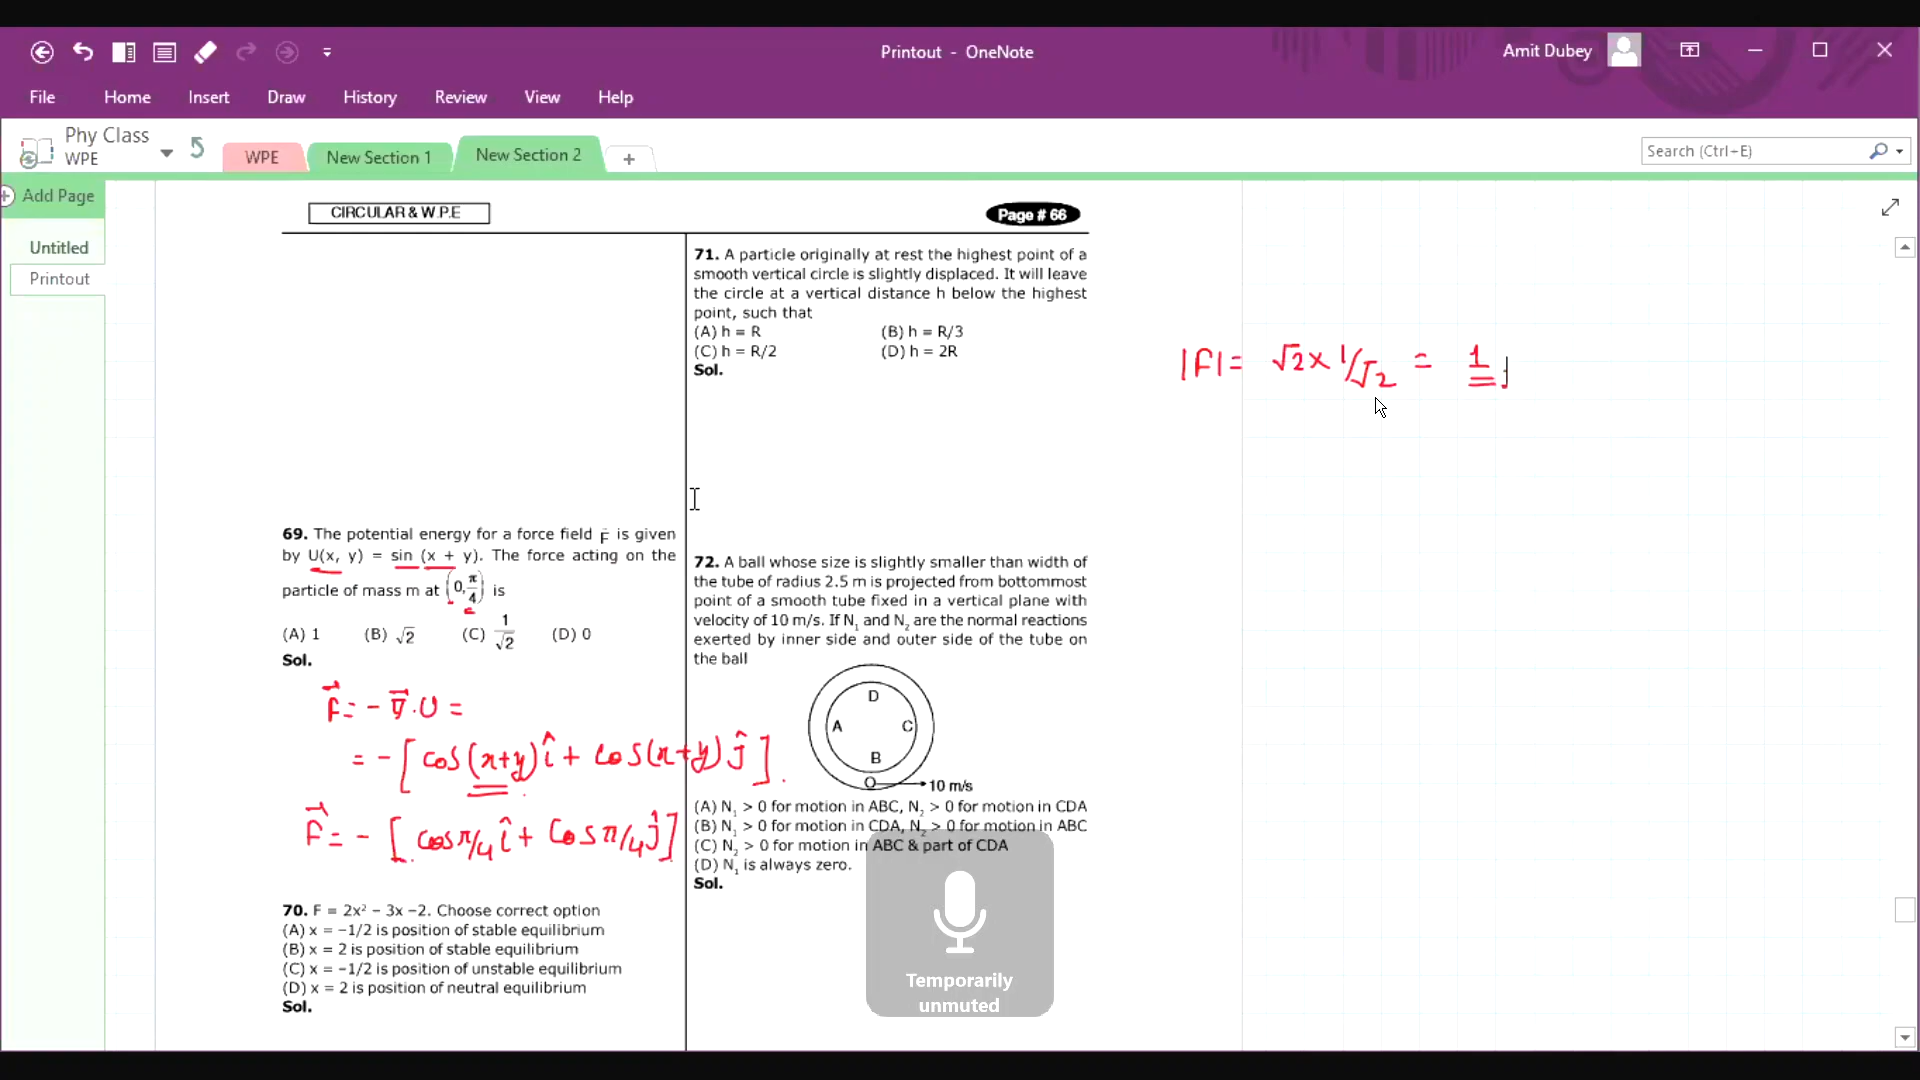 Printout - OneNote
Amit Dubey
File Home Insert Draw History Review View Help
Phy Class
WPE
WPE New Section 1 New Section 2 +
Search (Ctrl+E)
Add Page
Untitled
Printout
CIRCULAR & W.P.E
Page # 66
69. The potential energy for a force field F⃗ is given
by U(x, y) = sin (x + y). The force acting on the
particle of mass m at (0, π/4) is
(A) 1 (B) √2 (C) 1/√2 (D) 0
Sol.
F⃗ = - ∇⃗.U =
= - [cos(x+y)î + cos(x+y)ĵ].
F⃗ = - [cosπ/4 î + cosπ/4 ĵ]
70. F = 2x² – 3x –2. Choose correct option
(A) x = –1/2 is position of stable equilibrium
(B) x = 2 is position of stable equilibrium
(C) x = –1/2 is position of unstable equilibrium
(D) x = 2 is position of neutral equilibrium
Sol.
71. A particle originally at rest the highest point of a
smooth vertical circle is slightly displaced. It will leave
the circle at a vertical distance h below the highest
point, such that
(A) h = R (B) h = R/3
(C) h = R/2 (D) h = 2R
Sol.
|F| = √2 x 1/√2 = 1
72. A ball whose size is slightly smaller than width of
the tube of radius 2.5 m is projected from bottommost
point of a smooth tube fixed in a vertical plane with
velocity of 10 m/s. If N₁ and N₂ are the normal reactions
exerted by inner side and outer side of the tube on
the ball
D
A C
B
10 m/s
(A) N₁ > 0 for motion in ABC, N₂ > 0 for motion in CDA
(B) N₁ > 0 for motion in CDA, N₂ > 0 for motion in ABC
(C) N₂ > 0 for motion in ABC & part of CDA
(D) N₁ is always zero.
Sol.
Temporarily
unmuted